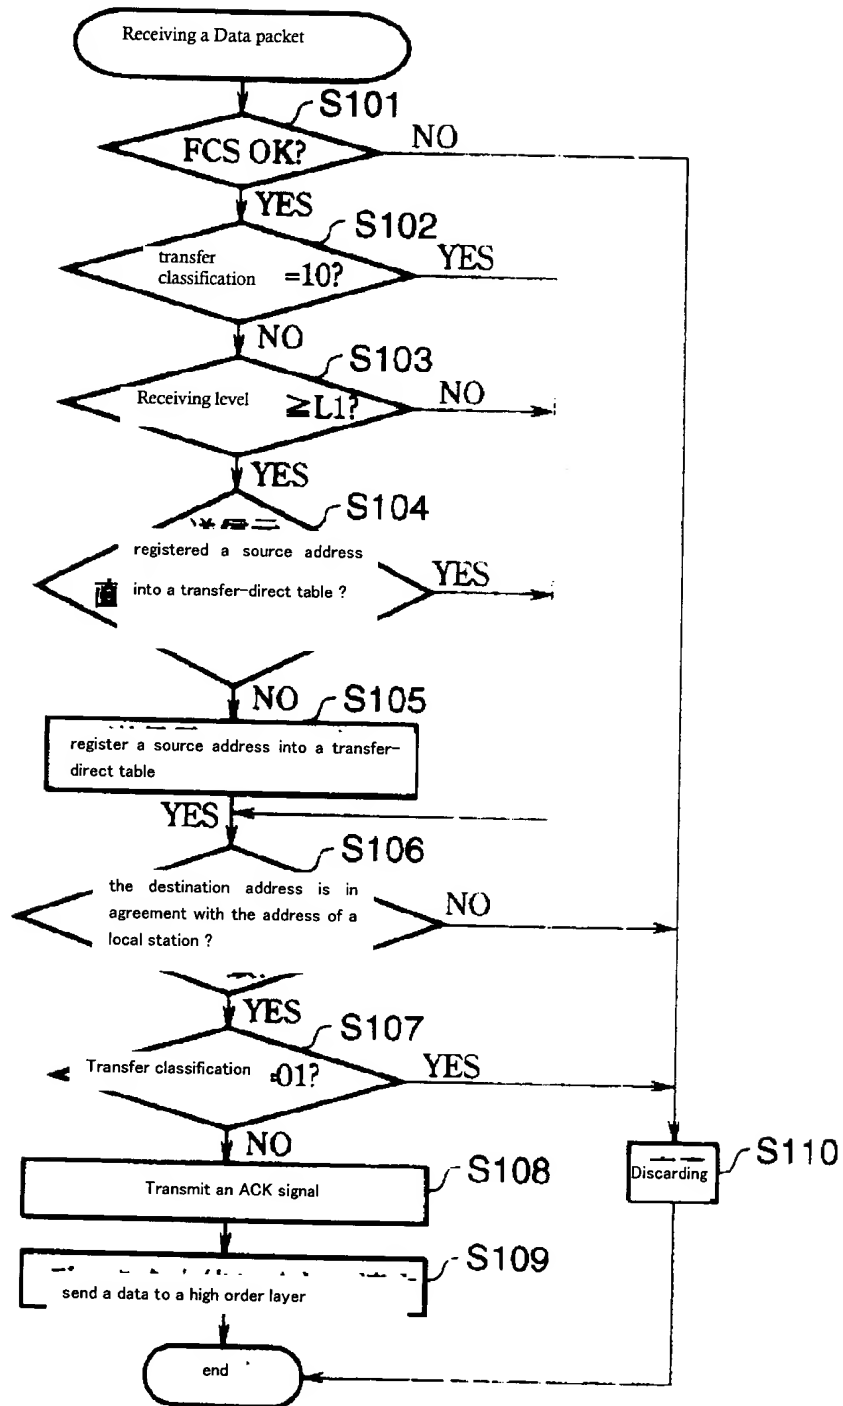 Receiving a Data packet
S101
FCS OK?
NO
YES
S102
transfer
classification =10?
YES
NO
S103
Receiving level ≧L1?
NO
YES
S104
registered a source address
直 into a transfer-direct table ?
YES
NO
S105
register a source address into a transfer-
direct table
YES
S106
the destination address is in
agreement with the address of a
local station ?
NO
YES
S107
Transfer classification =01?
YES
NO
S108
Transmit an ACK signal
S110
Discarding
S109
send a data to a high order layer
end